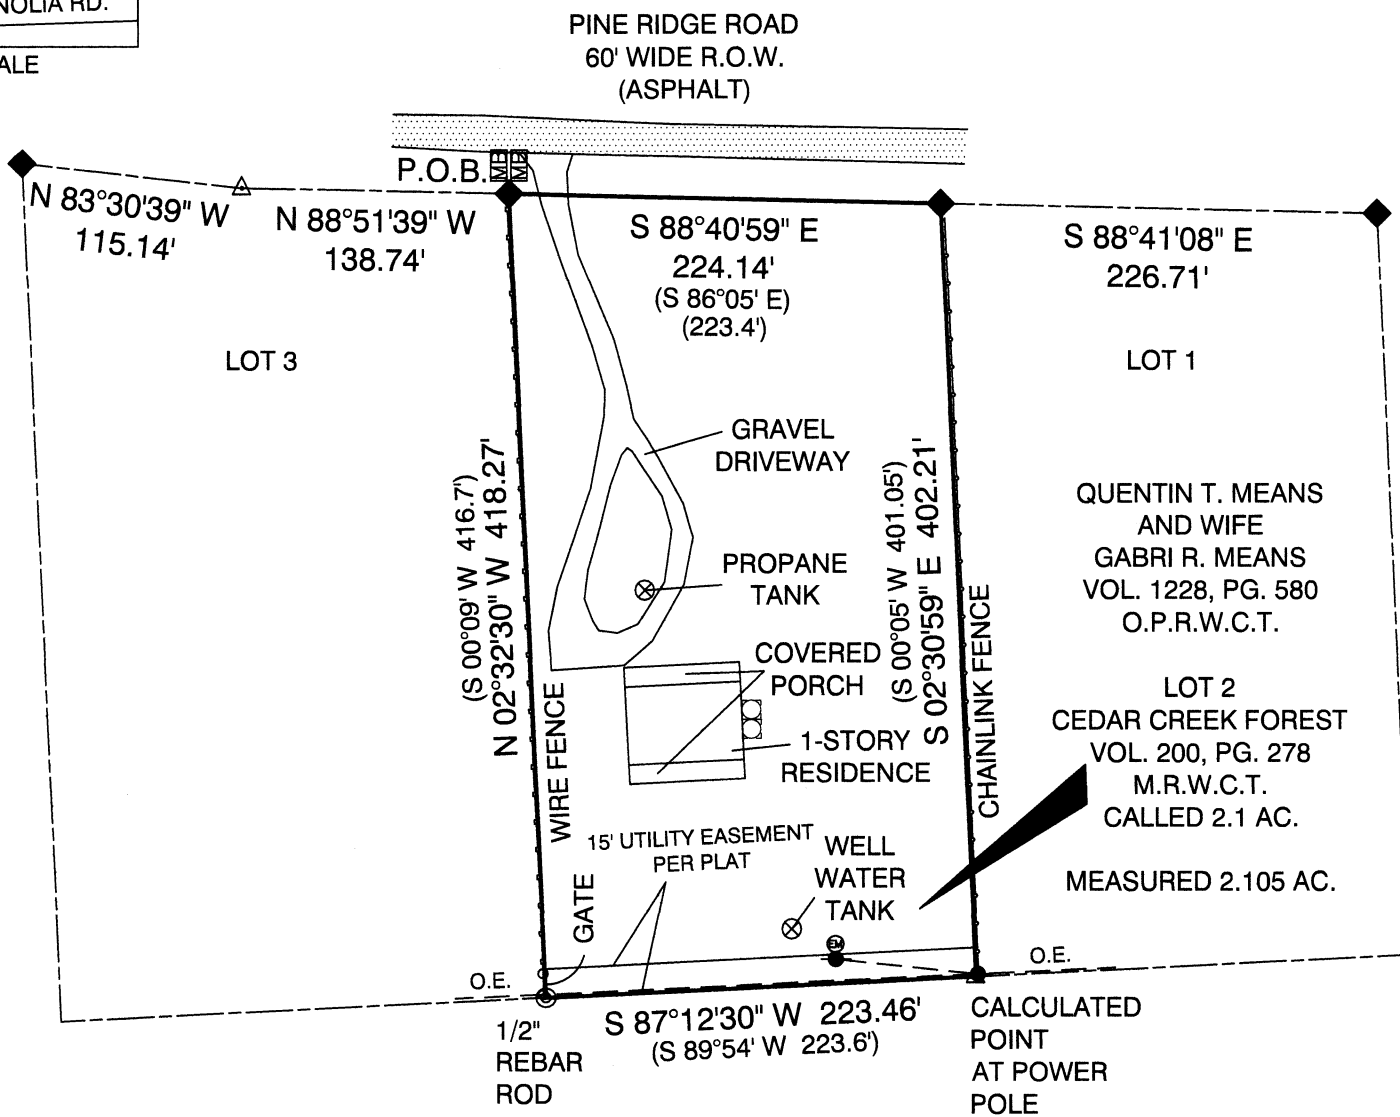 NOLIA RD.
ALE
PINE RIDGE ROAD
60' WIDE R.O.W.
(ASPHALT)
P.O.B.
N 83°30'39" W
115.14'
N 88°51'39" W
138.74'
S 88°40'59" E
224.14'
(S 86°05' E)
(223.4')
S 88°41'08" E
226.71'
LOT 3
LOT 1
GRAVEL
DRIVEWAY
(S 00°09' W 416.7')
N 02°32'30" W 418.27'
(S 00°05' W 401.05')
S 02°30'59" E 402.21'
QUENTIN T. MEANS
AND WIFE
GABRI R. MEANS
VOL. 1228, PG. 580
O.P.R.W.C.T.
PROPANE
TANK
COVERED
PORCH
1-STORY
RESIDENCE
WIRE FENCE
CHAINLINK FENCE
LOT 2
CEDAR CREEK FOREST
VOL. 200, PG. 278
M.R.W.C.T.
CALLED 2.1 AC.
MEASURED 2.105 AC.
15' UTILITY EASEMENT
PER PLAT
WELL
WATER
TANK
GATE
EM
O.E.
O.E.
S 87°12'30" W 223.46'
(S 89°54' W 223.6')
1/2"
REBAR
ROD
CALCULATED
POINT
AT POWER
POLE